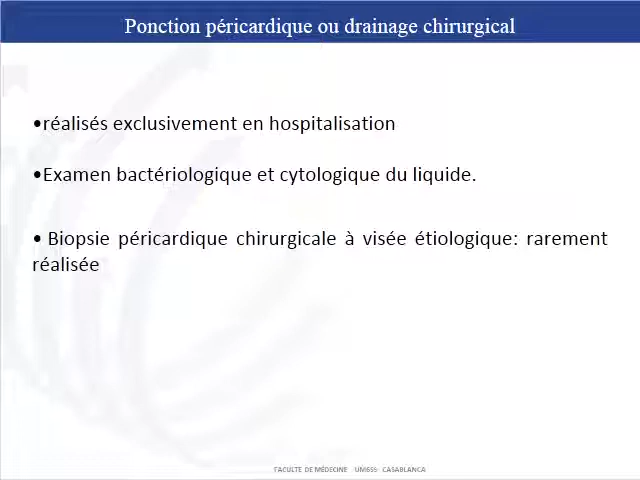 Ponction péricardique ou drainage chirurgical
•réalisés exclusivement en hospitalisation
•Examen bactériologique et cytologique du liquide.
• Biopsie péricardique chirurgicale à visée étiologique: rarement
réalisée
FACULTE DE MÉDECINE UM6SS- CASABLANCA